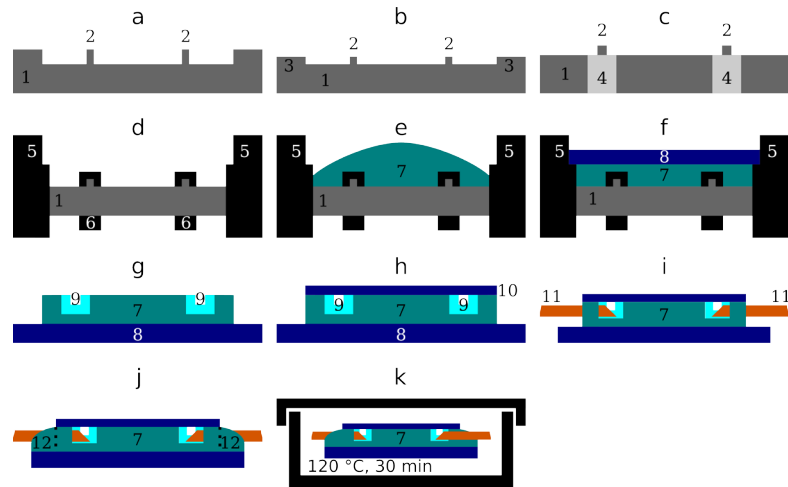 a b c
2 2 2 2 2 2
1 3 1 3 1 4 4
d e f
5 5 5 5 5 5
1 6 6 7 1 8 7 1
g h i
9 9 7 8
10 9 9 7 8
11 11 7
j k
12 7 12 7
120 °C, 30 min